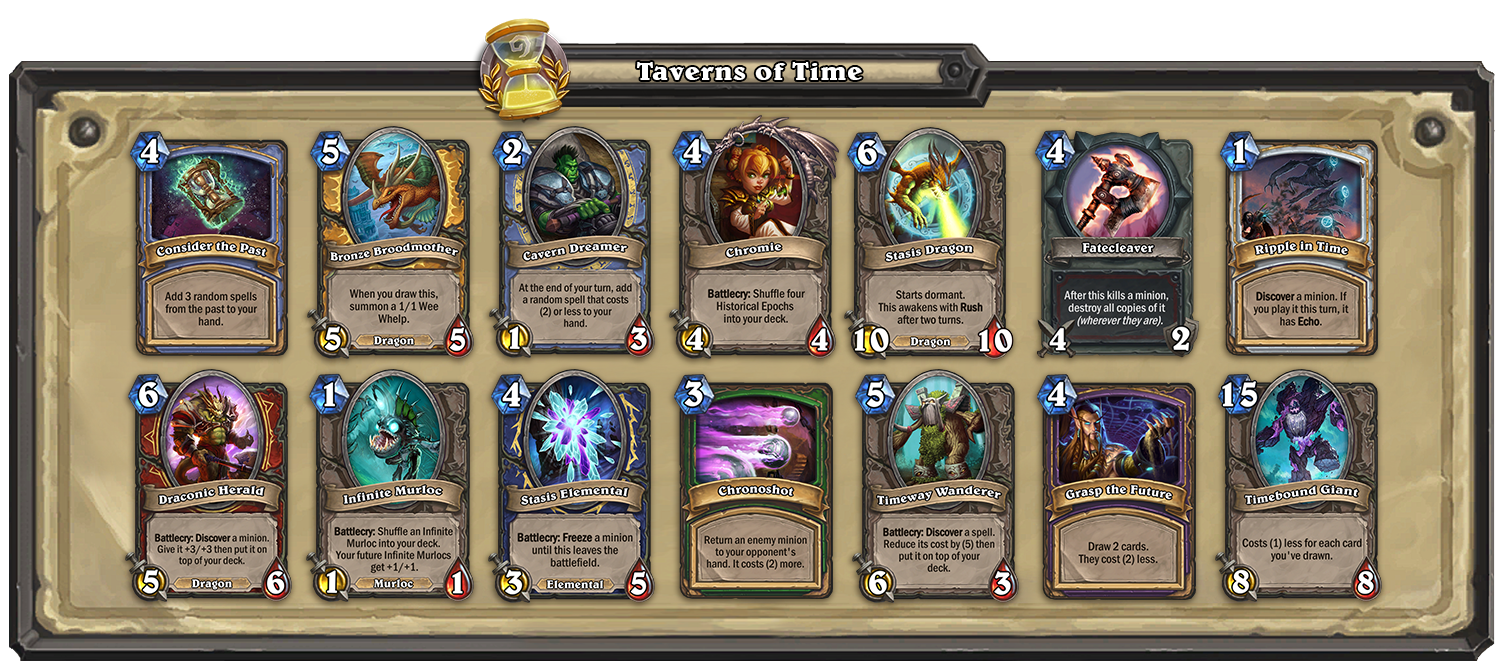 Taverns of Time
4
Consider the Past
Add 3 random spells
from the past to your
hand.
5
Bronze Broodmother
When you draw this,
summon a 1/1 Wee
Whelp.
5
Dragon
5
2
Cavern Dreamer
At the end of your turn, add
a random spell that costs
(2) or less to your
hand.
1
3
4
Chromie
Battlecry: Shuffle four
Historical Epochs
into your deck.
4
4
6
Stasis Dragon
Starts dormant.
This awakens with Rush
after two turns.
10
Dragon
10
4
Fatecleaver
After this kills a minion,
destroy all copies of it
(wherever they are).
4
2
1
Ripple in Time
Discover a minion. If
you play it this turn, it
has Echo.
6
Draconic Herald
Battlecry: Discover a minion.
Give it +3/+3 then put it on
top of your deck.
5
Dragon
6
1
Infinite Murloc
Battlecry: Shuffle an Infinite
Murloc into your deck.
Your future Infinite Murlocs
get +1/+1.
1
Murloc
1
4
Stasis Elemental
Battlecry: Freeze a minion
until this leaves the
battlefield.
3
Elemental
5
3
Chronoshot
Return an enemy minion
to your opponent's
hand. It costs (2) more.
5
Timeway Wanderer
Battlecry: Discover a spell.
Reduce its cost by (5) then
put it on top of your
deck.
6
3
4
Grasp the Future
Draw 2 cards.
They cost (2) less.
15
Timebound Giant
Costs (1) less for each card
you've drawn.
8
8